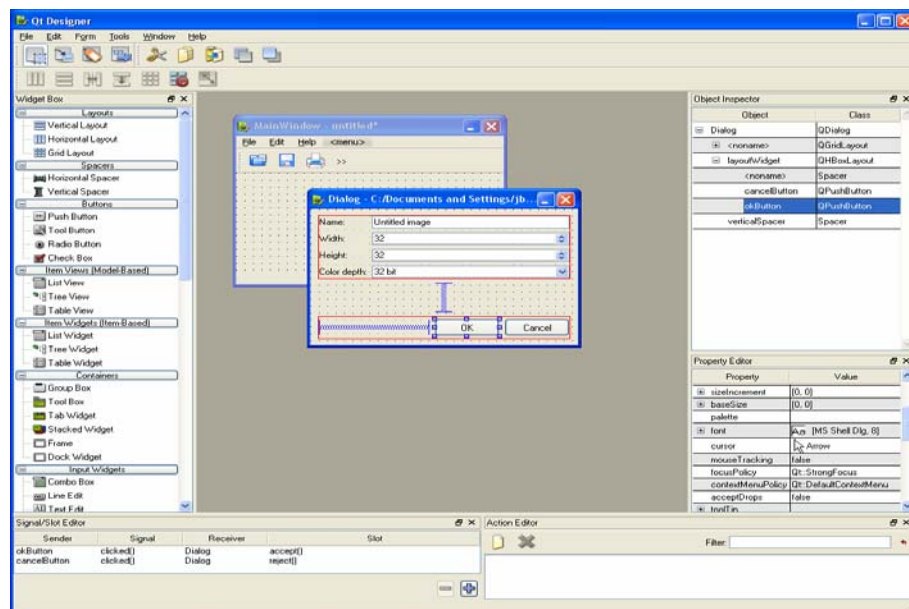 Qt Designer
File Edit Form Tools Window Help
Widget Box
Layouts
Vertical Layout
Horizontal Layout
Grid Layout
Spacers
Horizontal Spacer
Vertical Spacer
Buttons
Push Button
Tool Button
Radio Button
Check Box
Item Views (Model-Based)
List View
Tree View
Table View
Item Widgets (Item-Based)
List Widget
Tree Widget
Table Widget
Containers
Group Box
Tool Box
Tab Widget
Stacked Widget
Frame
Dock Widget
Input Widgets
Combo Box
Line Edit
Text Edit
MainWindow - untitled*
File Edit Help <menu>
Dialog - C:/Documents and Settings/jb...
Name: Untitled image
Width: 32
Height: 32
Color depth: 32 bit
OK Cancel
Object Inspector
Object Class
Dialog QDialog
<noname> QGridLayout
layoutWidget QHBoxLayout
<noname> Spacer
cancelButton QPushButton
okButton QPushButton
verticalSpacer Spacer
Property Editor
Property Value
sizeIncrement [0, 0]
baseSize [0, 0]
palette
font [MS Shell Dlg, 8]
cursor Arrow
mouseTracking false
focusPolicy Qt::StrongFocus
contextMenuPolicy Qt::DefaultContextMenu
acceptDrops false
toolTip
Signal/Slot Editor
Sender Signal Receiver Slot
okButton clicked() Dialog accept()
cancelButton clicked() Dialog reject()
Action Editor
Filter: